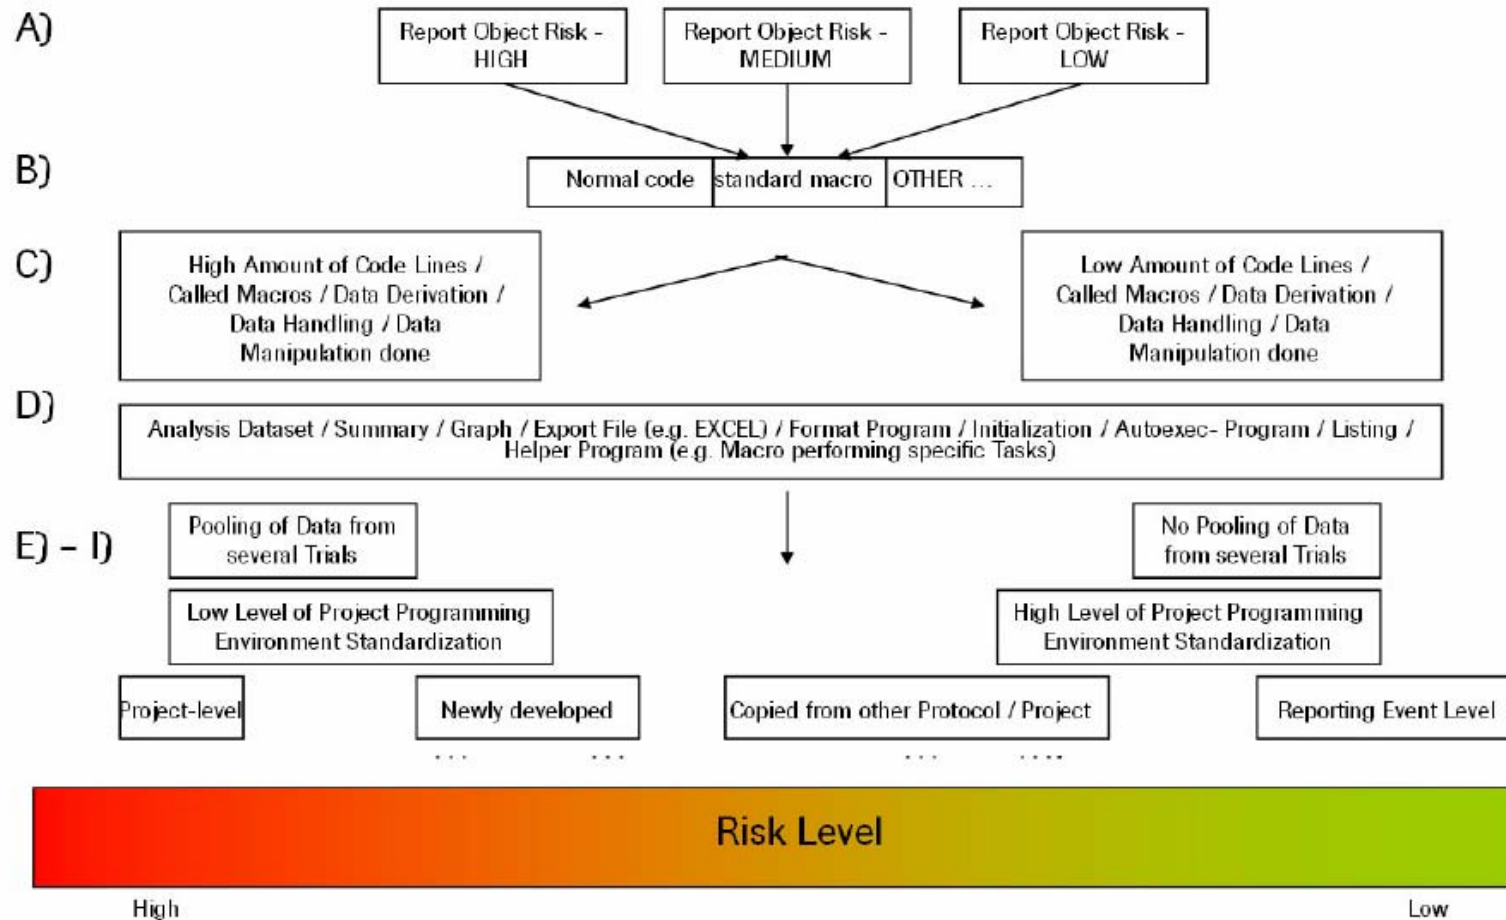 A)
Report Object Risk -
HIGH
Report Object Risk -
MEDIUM
Report Object Risk -
LOW
B)
Normal code
standard macro
OTHER ...
C)
High Amount of Code Lines /
Called Macros / Data Derivation /
Data Handling / Data
Manipulation done
Low Amount of Code Lines /
Called Macros / Data Derivation /
Data Handling / Data
Manipulation done
D)
Analysis Dataset / Summary / Graph / Export File (e.g. EXCEL) / Format Program / Initialization / Autoexec- Program / Listing /
Helper Program (e.g. Macro performing specific Tasks)
E) – I)
Pooling of Data from
several Trials
No Pooling of Data
from several Trials
Low Level of Project Programming
Environment Standardization
High Level of Project Programming
Environment Standardization
Project-level
Newly developed
Copied from other Protocol / Project
Reporting Event Level
... ... ... ....
Risk Level
High
Low